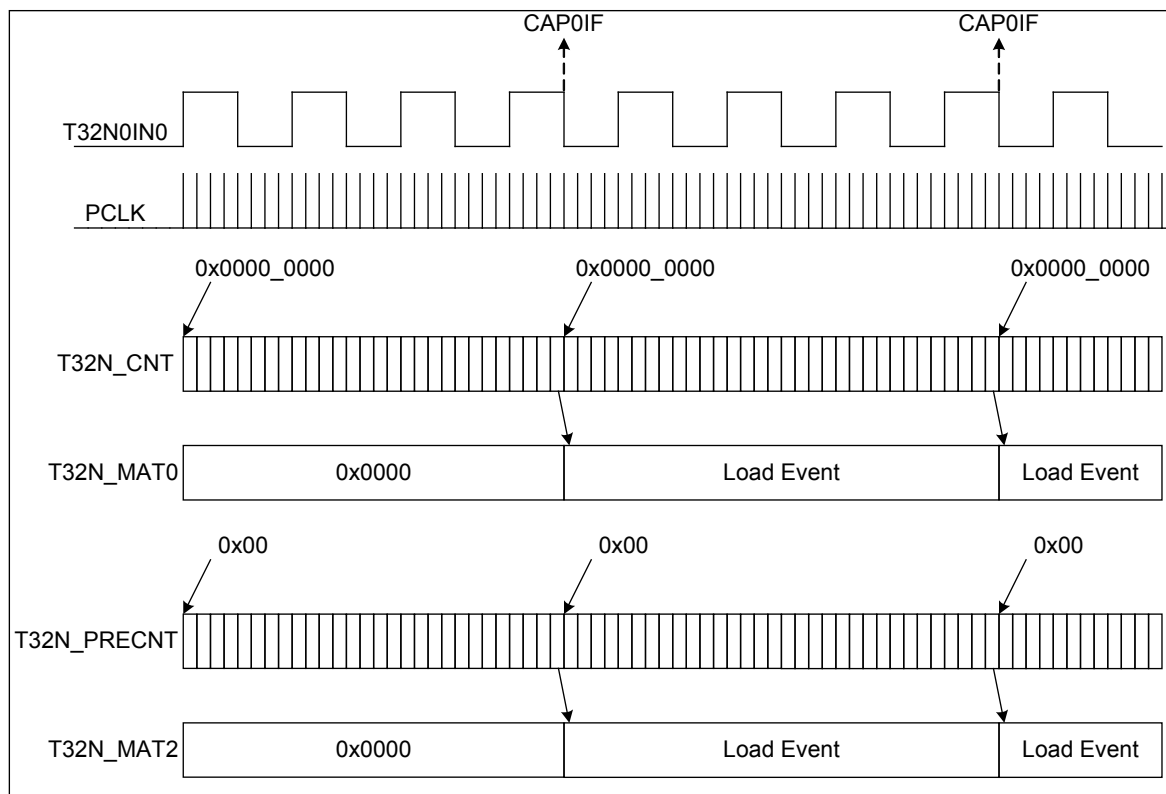 CAP0IF CAP0IF
T32N0IN0
PCLK
0x0000_0000 0x0000_0000 0x0000_0000
T32N_CNT
T32N_MAT0 0x0000 Load Event Load Event
0x00 0x00 0x00
T32N_PRECNT
T32N_MAT2 0x0000 Load Event Load Event